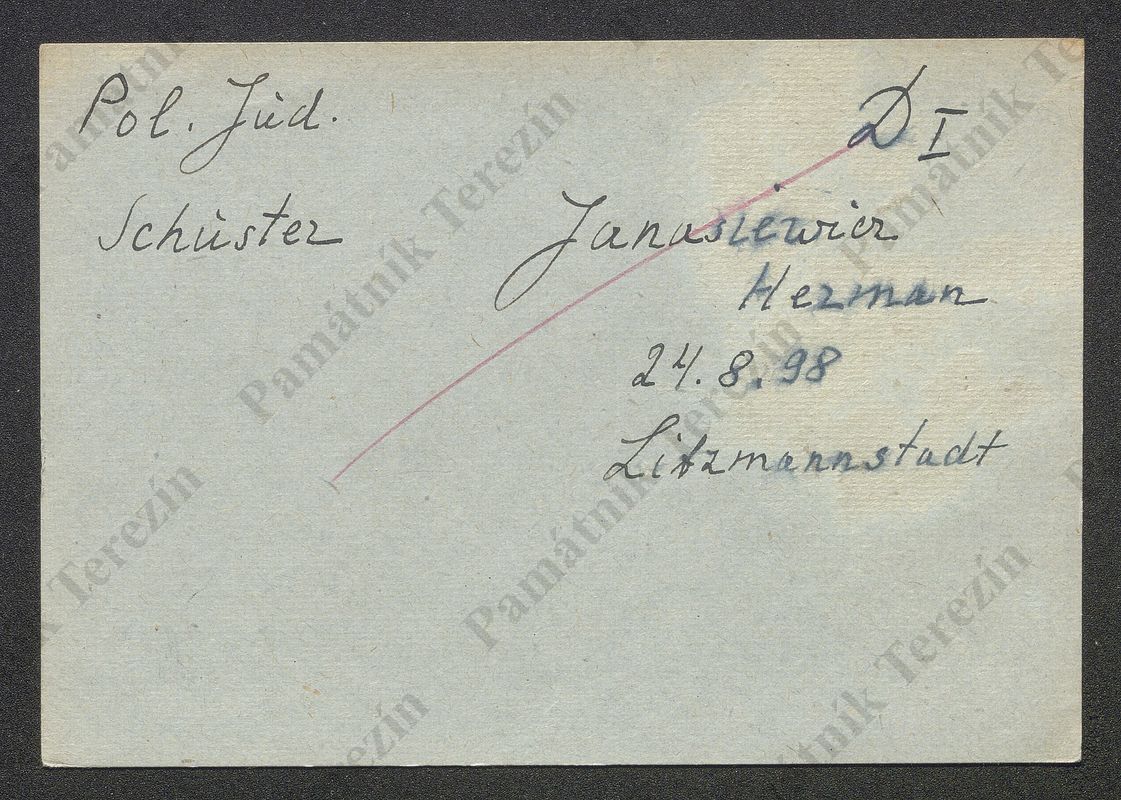 Pol. Jud. D I
Schuster Janasiewicz
Herman
24.8.98
Litzmannstadt
Památník Terezín